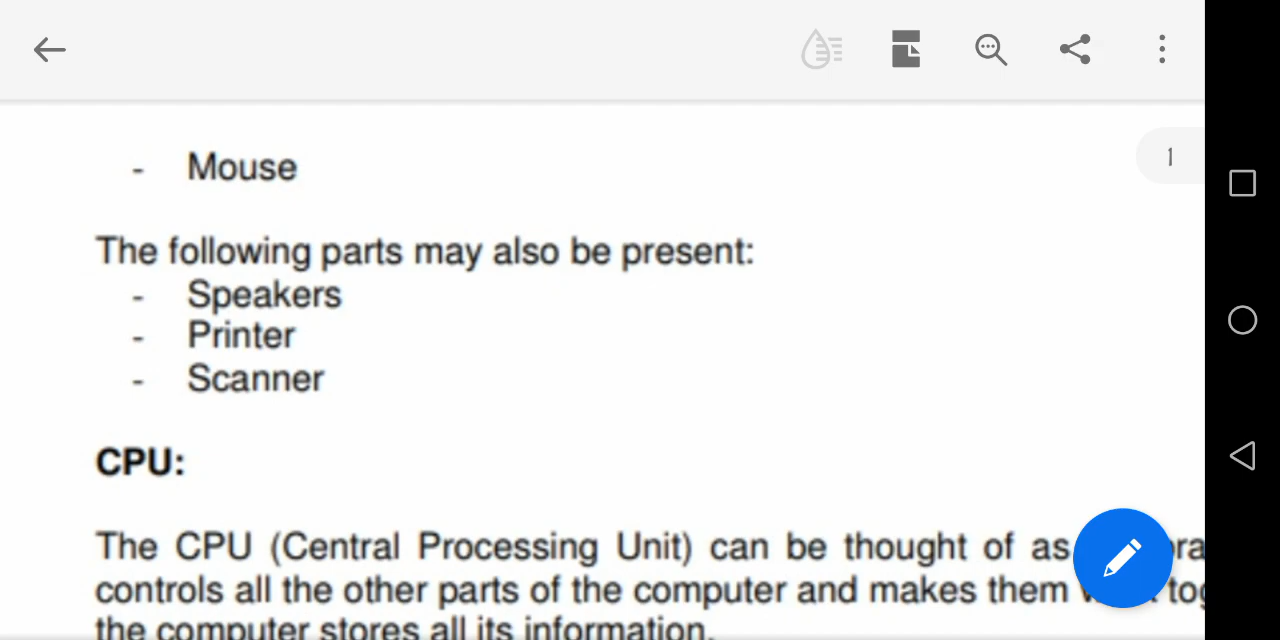 1
- Mouse
The following parts may also be present:
- Speakers
- Printer
- Scanner
CPU:
The CPU (Central Processing Unit) can be thought of as
controls all the other parts of the computer and makes them
the computer stores all its information.